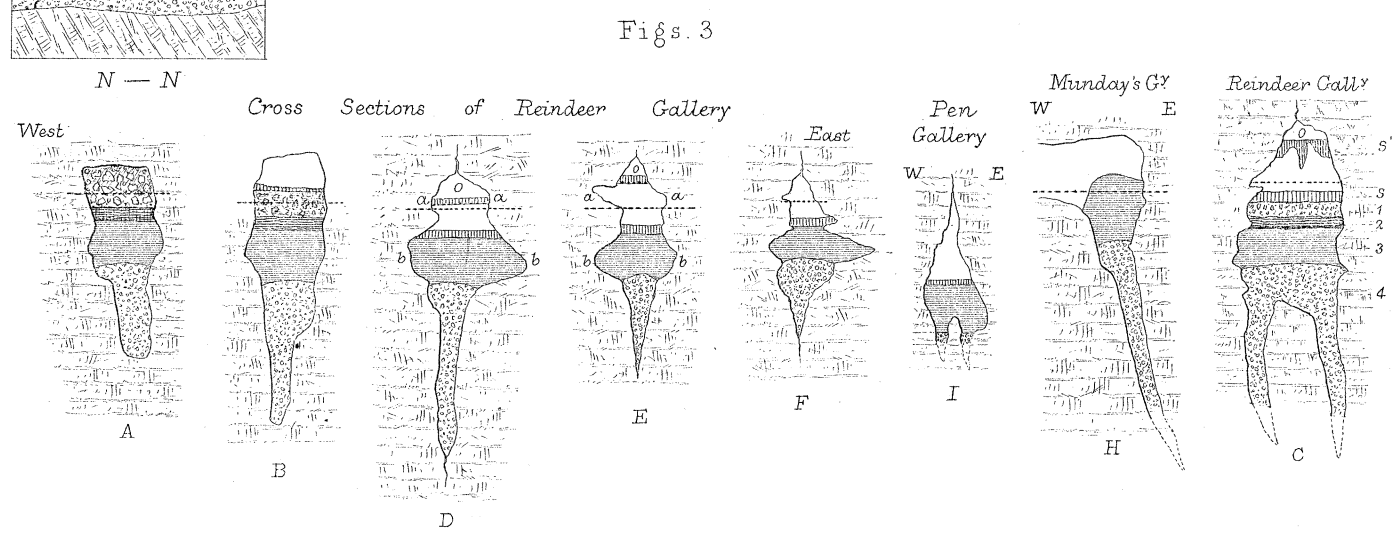 Figs. 3
N — N
Cross Sections of Reindeer Gallery
West
East
Pen
Gallery
W E
Munday's Gy.
W E
Reindeer Gally
O
S'
S
1
2
3
4
O
a a
b b
O
a a
b b
A
B
D
E
F
I
H
C